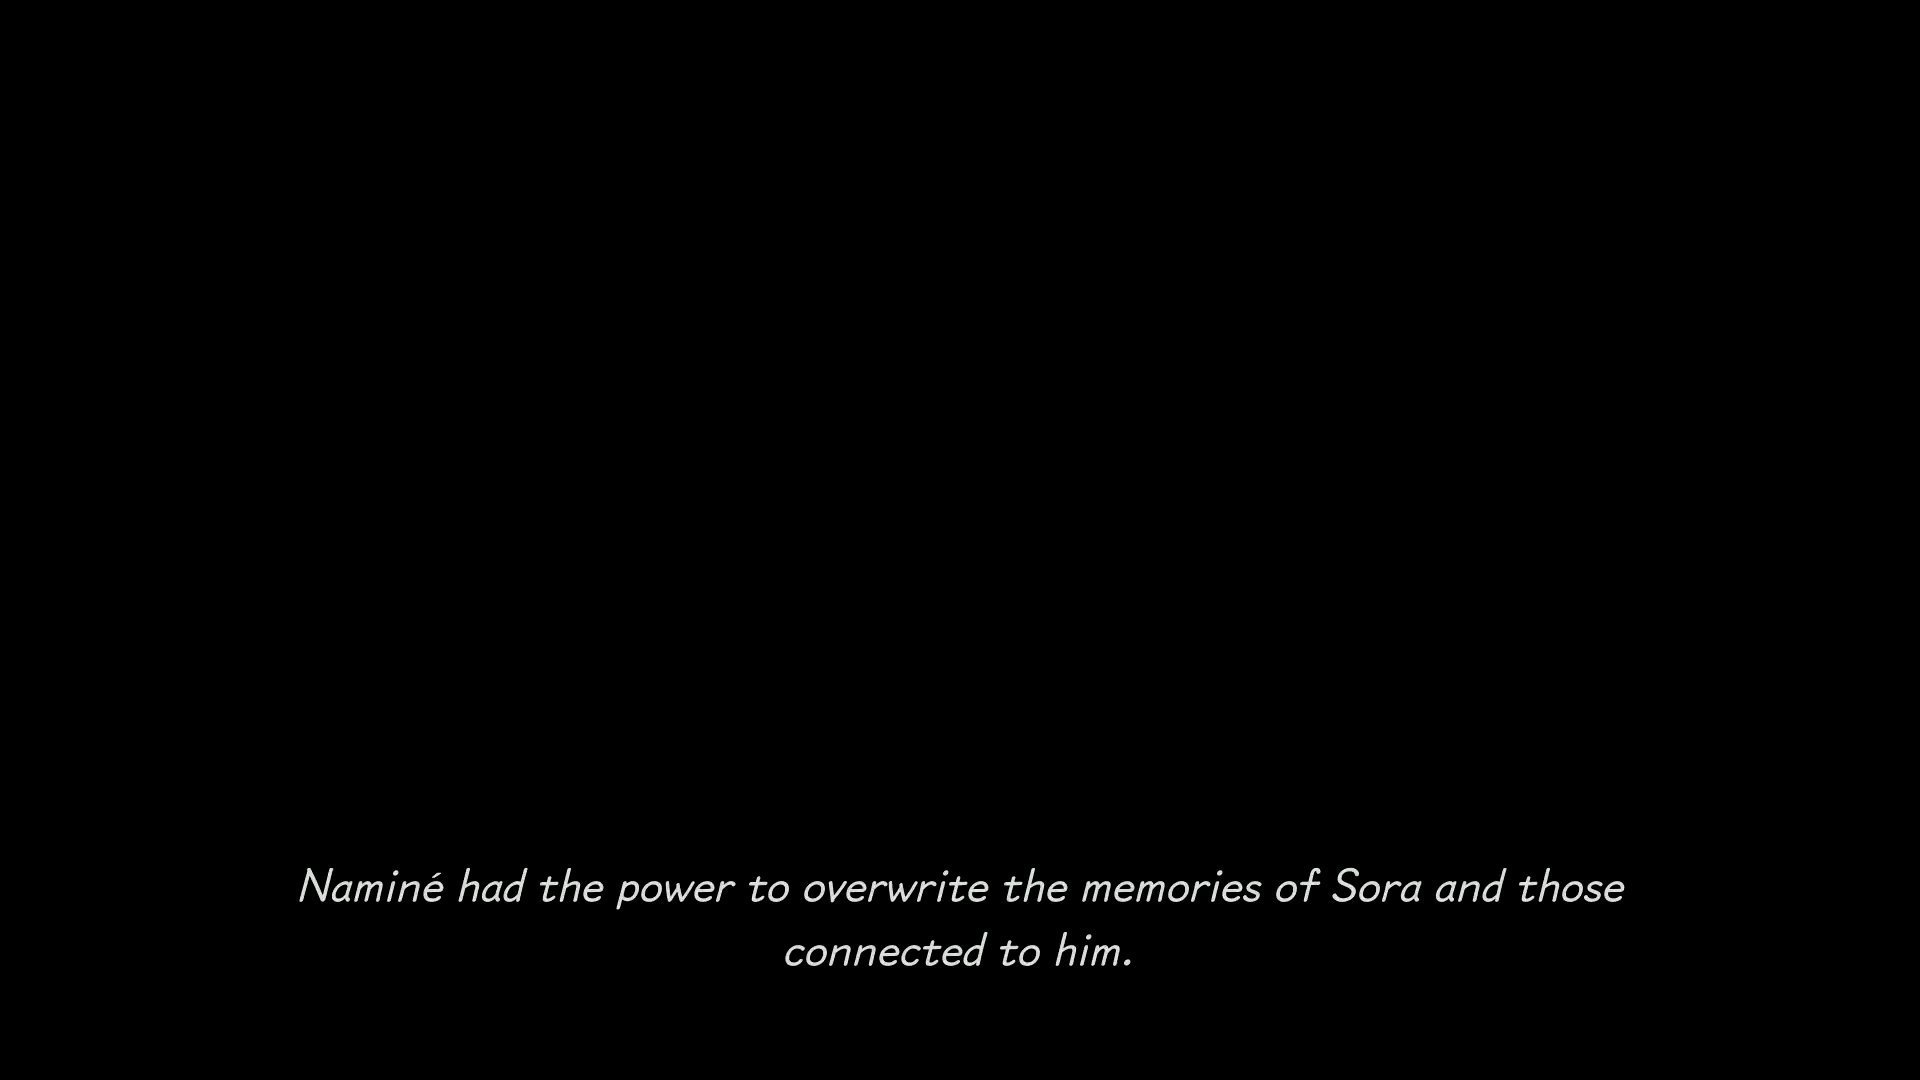 Naminé had the power to overwrite the memories of Sora and those
connected to him.